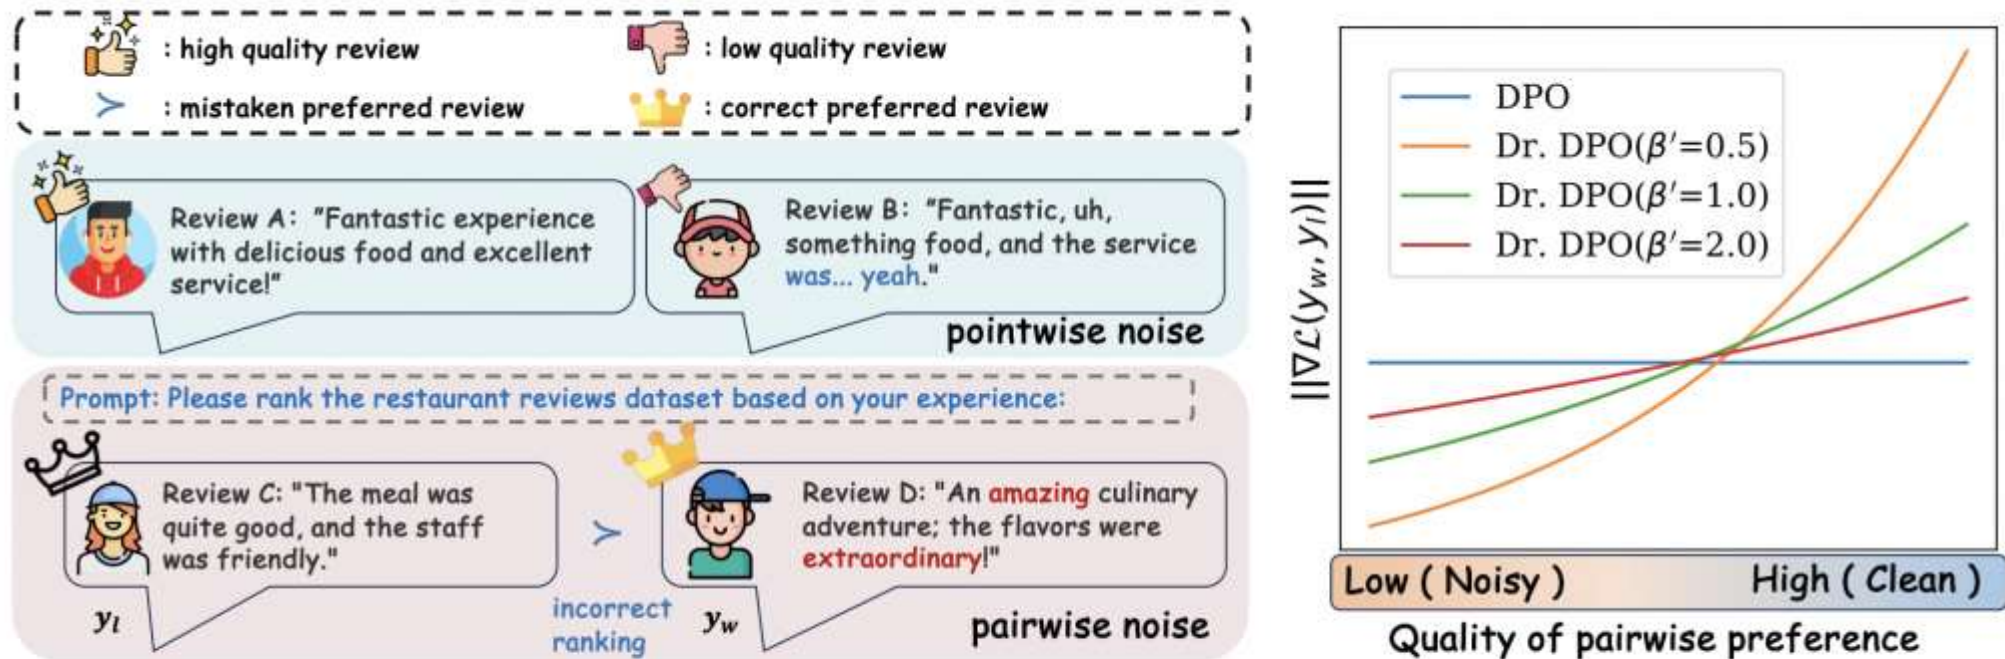 : high quality review
: low quality review
≻ : mistaken preferred review
: correct preferred review
Review A: "Fantastic experience
with delicious food and excellent
service!"
Review B: "Fantastic, uh,
something food, and the service
was... yeah."
pointwise noise
Prompt: Please rank the restaurant reviews dataset based on your experience:
Review C: "The meal was
quite good, and the staff
was friendly."
≻
Review D: "An amazing culinary
adventure; the flavors were
extraordinary!"
y_l
incorrect
ranking
y_w
pairwise noise
||∇ℒ(y_w, y_l)||
DPO
Dr. DPO(β′=0.5)
Dr. DPO(β′=1.0)
Dr. DPO(β′=2.0)
Low ( Noisy )
High ( Clean )
Quality of pairwise preference